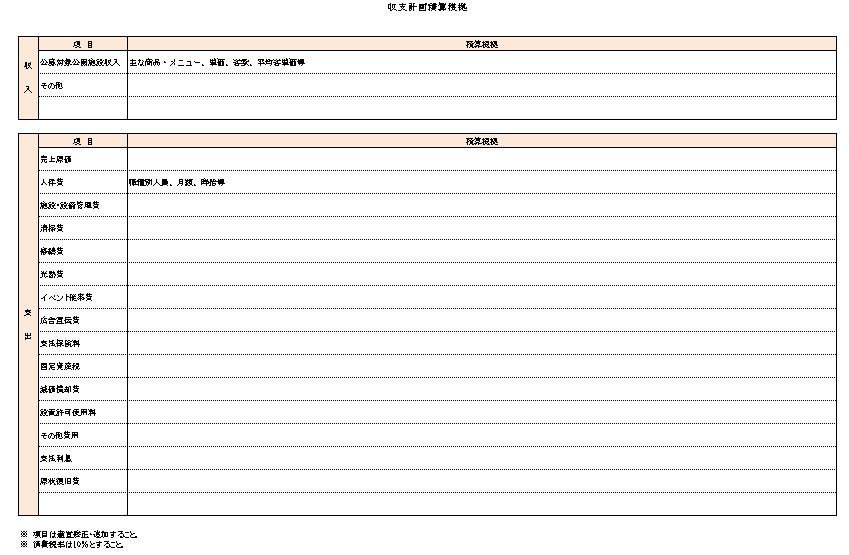 収支計画積算根拠
収入
項 目 積算根拠
公募対象公園施設収入 主な商品・メニュー、単価、客数、平均客単価等
その他
支出
項 目 積算根拠
売上原価
人件費 職種別人員、月額、時給等
施設・設備管理費
清掃費
修繕費
光熱費
イベント催事費
広告宣伝費
支払保険料
固定資産税
減価償却費
設置許可使用料
その他費用
支払利息
原状復旧費
※ 項目は適宜修正・追加すること。
※ 消費税率は10％とすること。